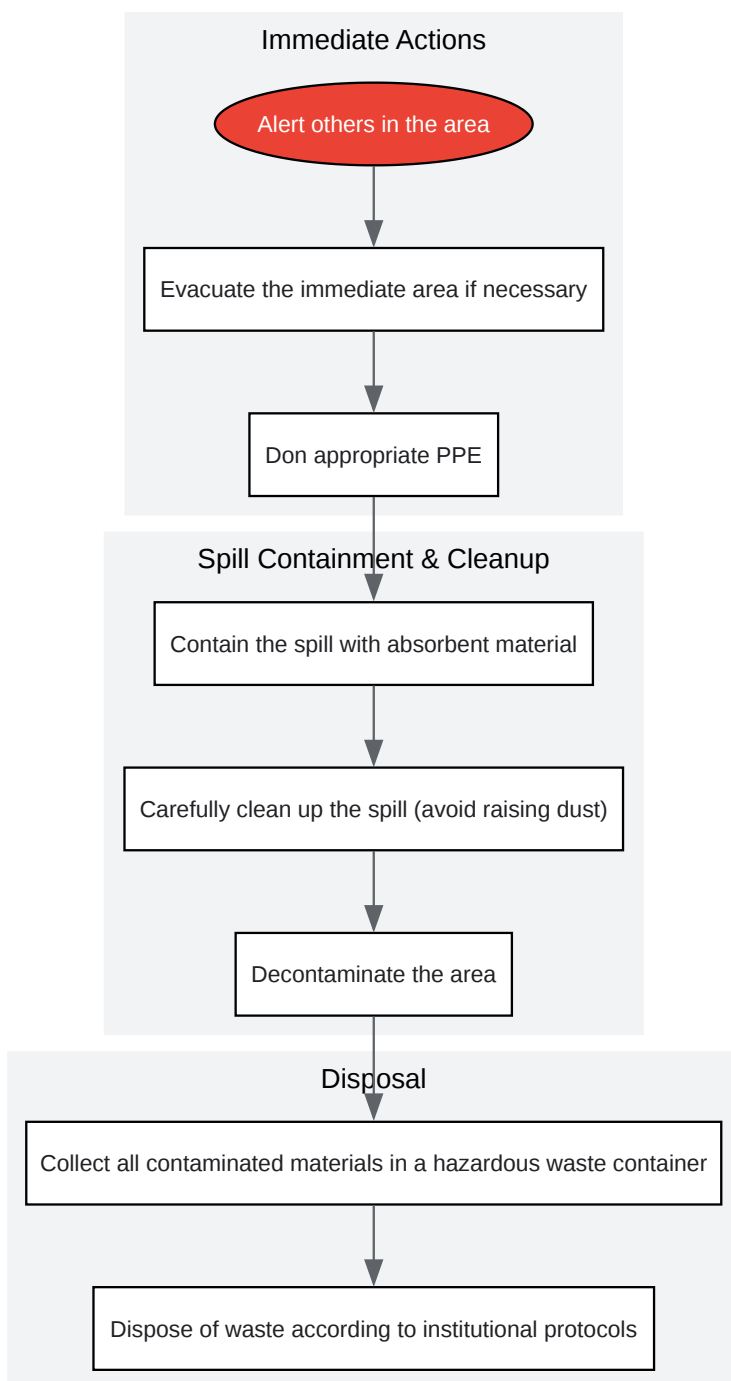 Immediate Actions
Alert others in the area
Evacuate the immediate area if necessary
Don appropriate PPE
Spill Containment & Cleanup
Contain the spill with absorbent material
Carefully clean up the spill (avoid raising dust)
Decontaminate the area
Disposal
Collect all contaminated materials in a hazardous waste container
Dispose of waste according to institutional protocols